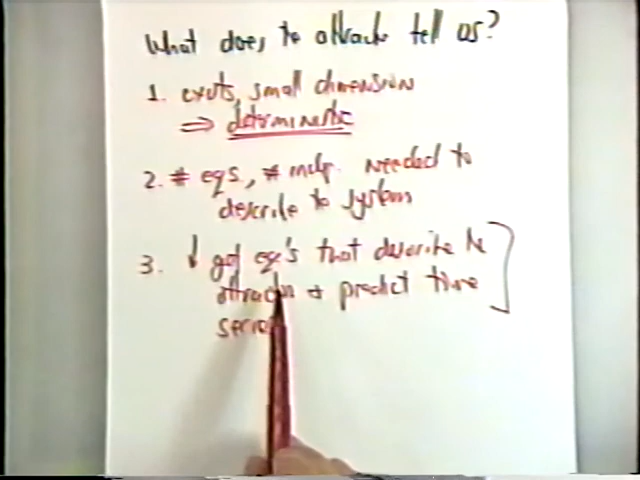 What does the attractor tell us?
1. exists, small dimension
⇒ deterministic
2. # eqs, # indep. needed to
describe the system
3. ↓ get eqe's that describe the
attractor + predict time
series